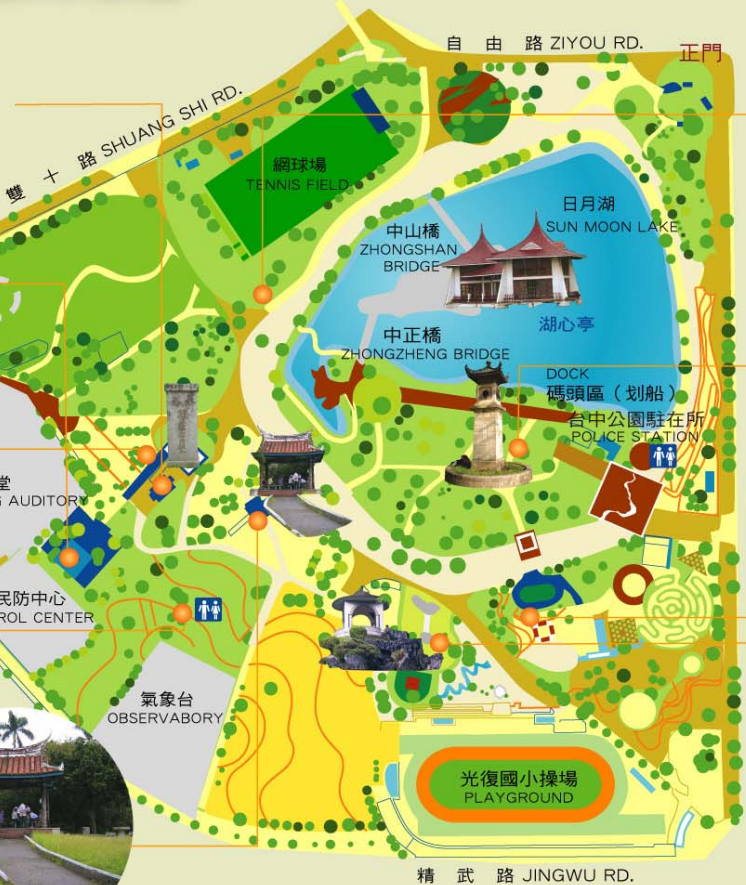 自 由 路 ZIYOU RD.
正門
雙 十 路 SHUANG SHI RD.
網球場
TENNIS FIELD
中山橋
ZHONGSHAN
BRIDGE
日月湖
SUN MOON LAKE
湖心亭
中正橋
ZHONGZHENG BRIDGE
DOCK
碼頭區（划船）
台中公園駐在所
POLICE STATION
堂
AUDITORY
民防中心
ROL CENTER
氣象台
OBSERVABORY
光復國小操場
PLAYGROUND
精 武 路 JINGWU RD.